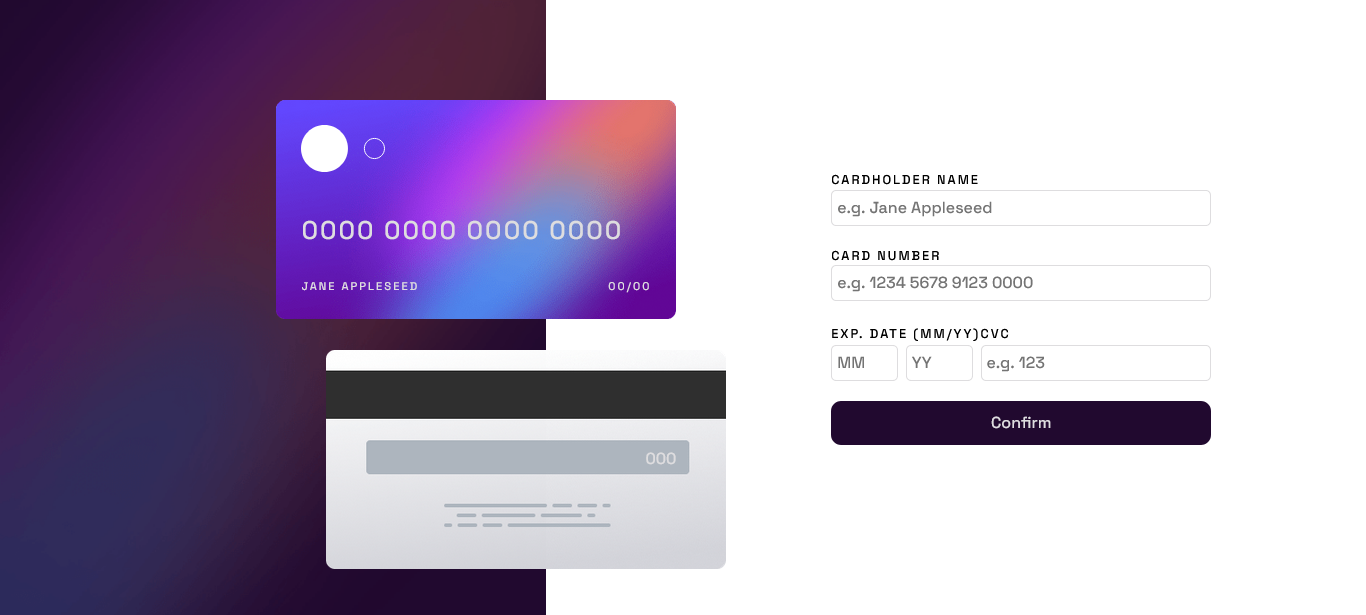 0000 0000 0000 0000
JANE APPLESEED 00/00
000
CARDHOLDER NAME
e.g. Jane Appleseed
CARD NUMBER
e.g. 1234 5678 9123 0000
EXP. DATE (MM/YY)CVC
MM YY e.g. 123
Confirm